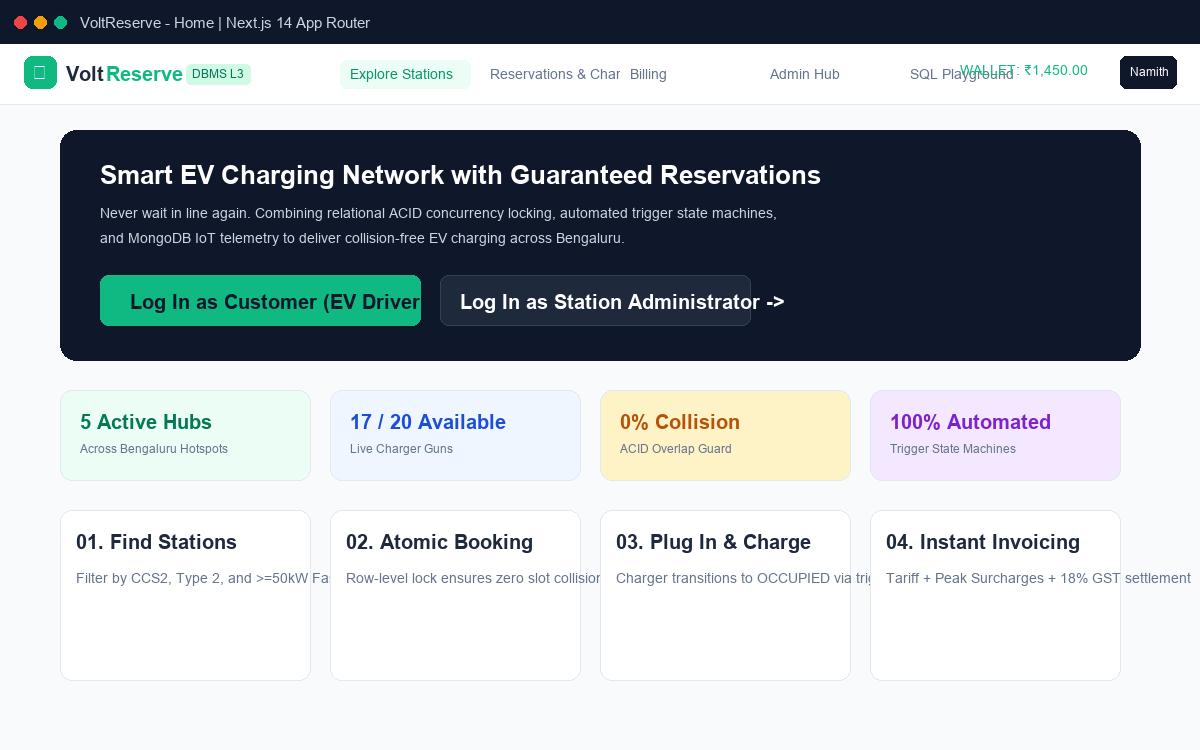 VoltReserve - Home | Next.js 14 App Router
VoltReserve DBMS L3 Explore Stations Reservations & Char Billing Admin Hub SQL Playground WALLET: ₹1,450.00 Namith
Smart EV Charging Network with Guaranteed Reservations
Never wait in line again. Combining relational ACID concurrency locking, automated trigger state machines,
and MongoDB IoT telemetry to deliver collision-free EV charging across Bengaluru.
Log In as Customer (EV Driver
Log In as Station Administrator ->
5 Active Hubs
Across Bengaluru Hotspots
17 / 20 Available
Live Charger Guns
0% Collision
ACID Overlap Guard
100% Automated
Trigger State Machines
01. Find Stations
Filter by CCS2, Type 2, and >=50kW Fas
02. Atomic Booking
Row-level lock ensures zero slot collision
03. Plug In & Charge
Charger transitions to OCCUPIED via trig
04. Instant Invoicing
Tariff + Peak Surcharges + 18% GST settlement